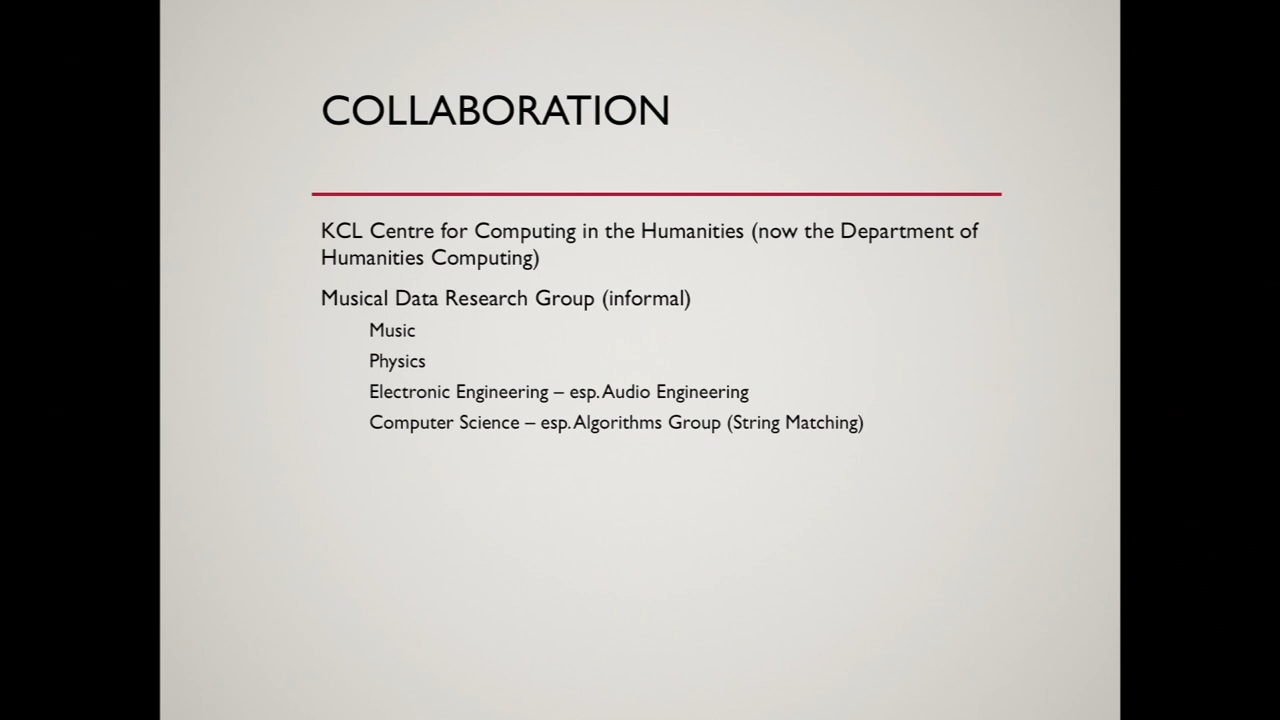 COLLABORATION
KCL Centre for Computing in the Humanities (now the Department of
Humanities Computing)
Musical Data Research Group (informal)
Music
Physics
Electronic Engineering – esp. Audio Engineering
Computer Science – esp. Algorithms Group (String Matching)